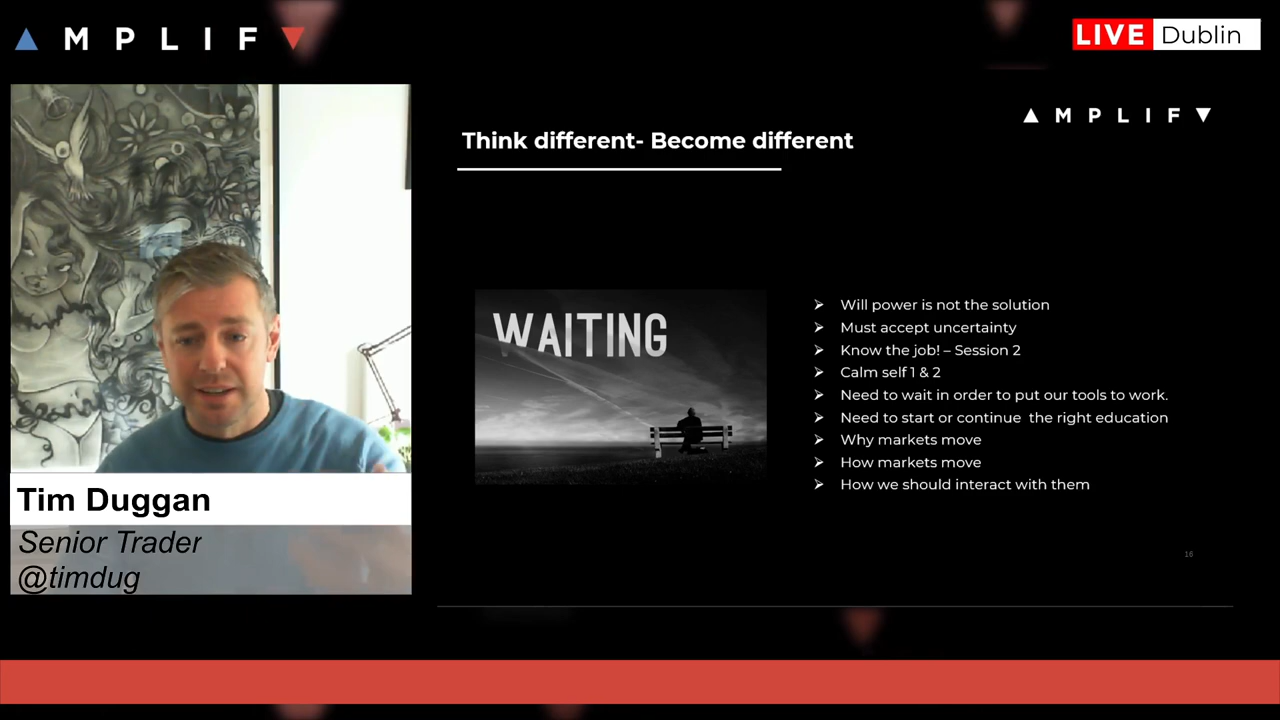 AMPLIFY
LIVE Dublin
AMPLIFY
Think different- Become different
WAITING
➢ Will power is not the solution
➢ Must accept uncertainty
➢ Know the job! – Session 2
➢ Calm self 1 & 2
➢ Need to wait in order to put our tools to work.
➢ Need to start or continue the right education
➢ Why markets move
➢ How markets move
➢ How we should interact with them
16
Tim Duggan
Senior Trader
@timdug